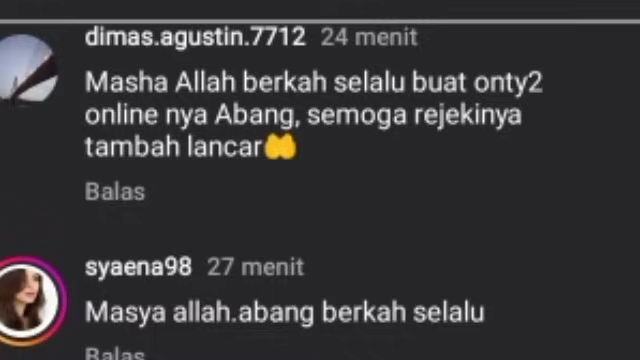 dimas.agustin.7712 24 menit
Masha Allah berkah selalu buat onty2
online nya Abang, semoga rejekinya
tambah lancar🤲
Balas
syaena98 27 menit
Masya allah.abang berkah selalu
Balas